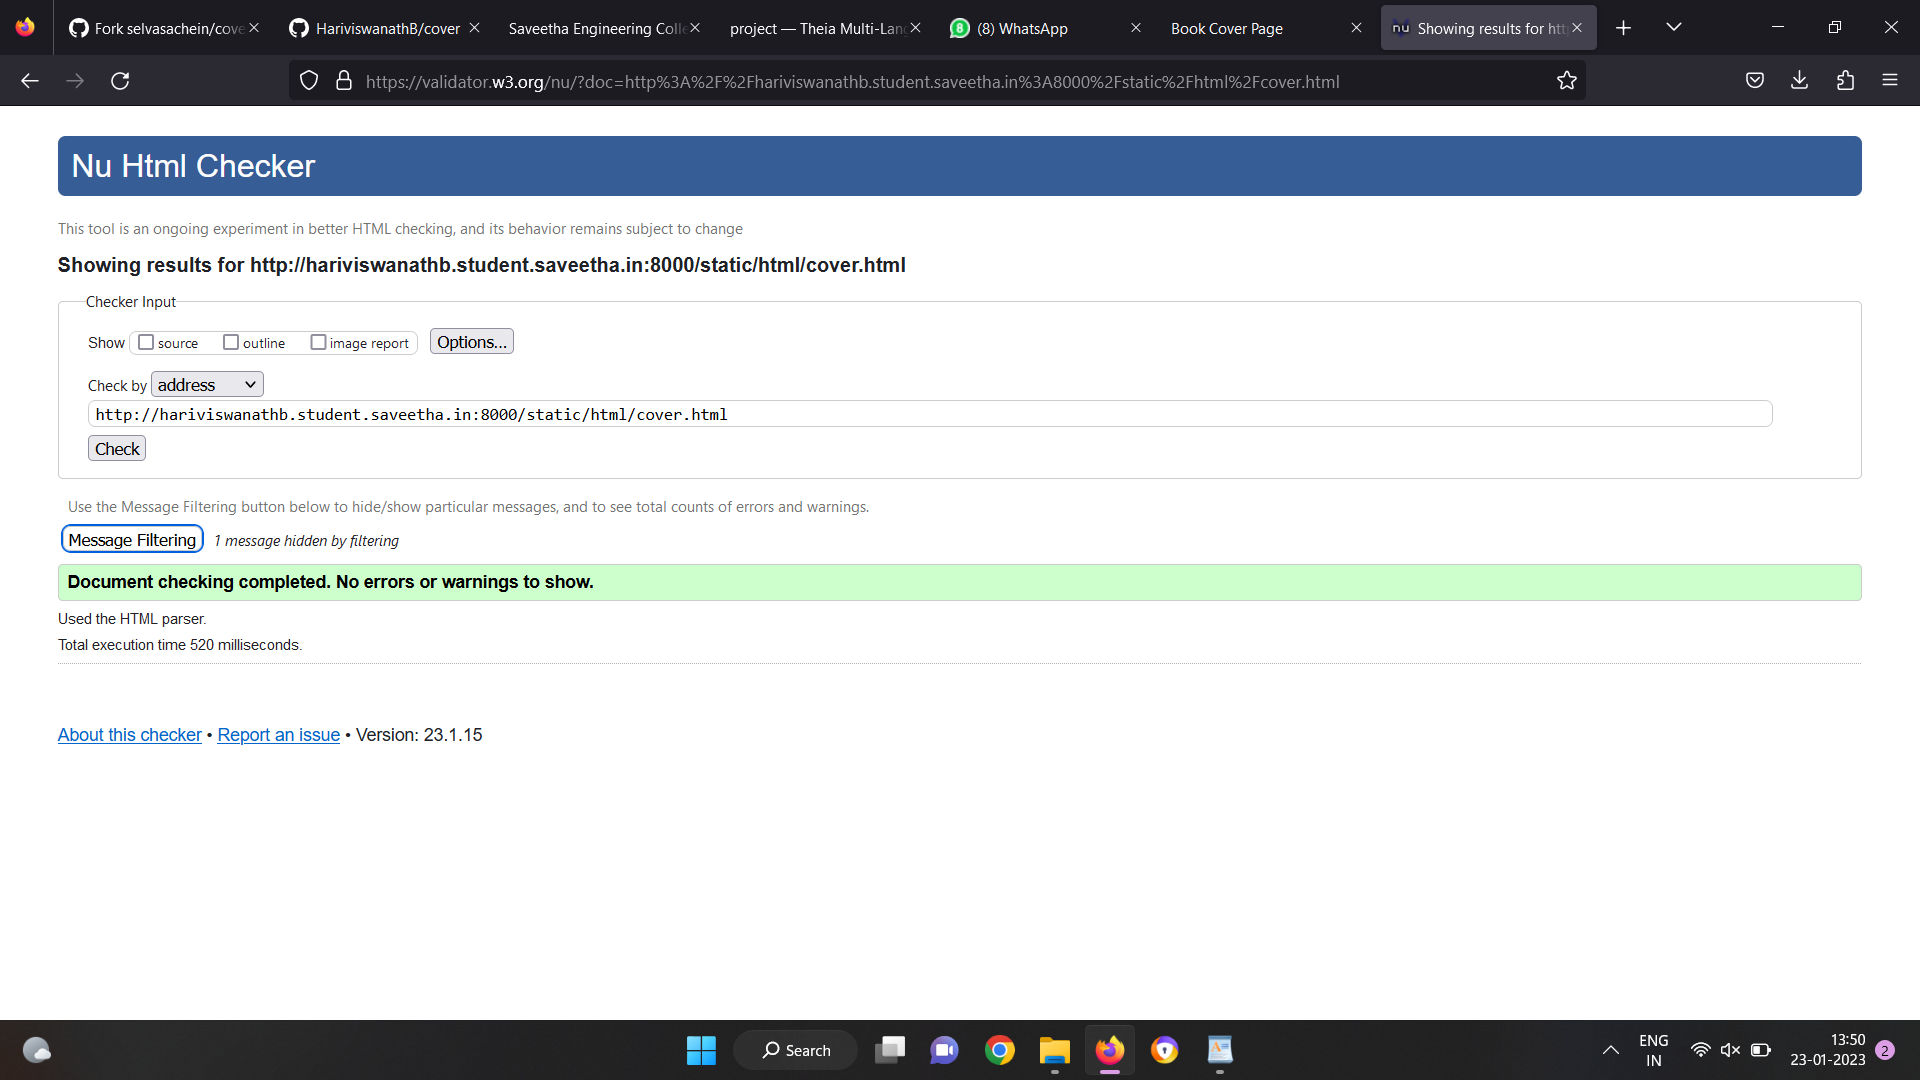 Fork selvasachein/cove
HariviswanathB/cover
Saveetha Engineering Colle
project — Theia Multi-Lang
(8) WhatsApp
Book Cover Page
nu Showing results for htt
https://validator.w3.org/nu/?doc=http%3A%2F%2Fhariviswanathb.student.saveetha.in%3A8000%2Fstatic%2Fhtml%2Fcover.html
Nu Html Checker
This tool is an ongoing experiment in better HTML checking, and its behavior remains subject to change
Showing results for http://hariviswanathb.student.saveetha.in:8000/static/html/cover.html
Checker Input
Show source outline image report Options...
Check by address
http://hariviswanathb.student.saveetha.in:8000/static/html/cover.html
Check
Use the Message Filtering button below to hide/show particular messages, and to see total counts of errors and warnings.
Message Filtering 1 message hidden by filtering
Document checking completed. No errors or warnings to show.
Used the HTML parser.
Total execution time 520 milliseconds.
About this checker • Report an issue • Version: 23.1.15
Search
ENG
IN
13:50
23-01-2023
2